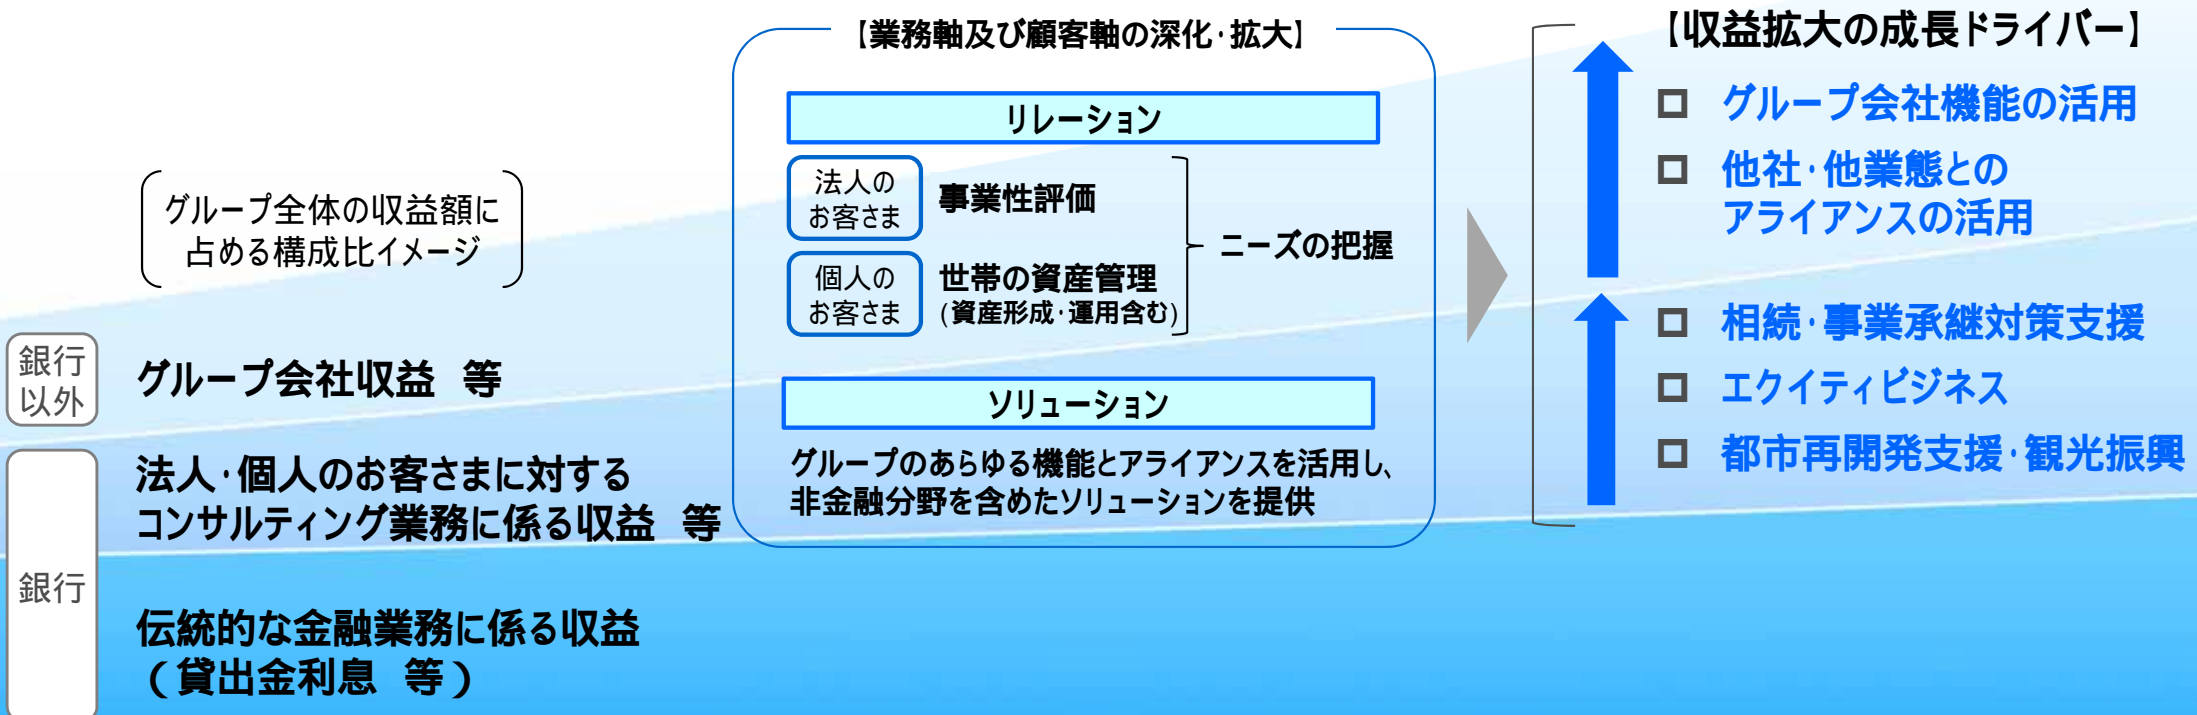 グループ全体の収益額に
占める構成比イメージ
銀行
以外
グループ会社収益 等
銀行
法人・個人のお客さまに対する
コンサルティング業務に係る収益 等
伝統的な金融業務に係る収益
(貸出金利息 等)
【業務軸及び顧客軸の深化・拡大】
リレーション
法人の
お客さま
事業性評価
個人の
お客さま
世帯の資産管理
(資産形成・運用含む)
ニーズの把握
ソリューション
グループのあらゆる機能とアライアンスを活用し、
非金融分野を含めたソリューションを提供
【収益拡大の成長ドライバー】
□ グループ会社機能の活用
□ 他社・他業態との
アライアンスの活用
□ 相続・事業承継対策支援
□ エクイティビジネス
□ 都市再開発支援・観光振興